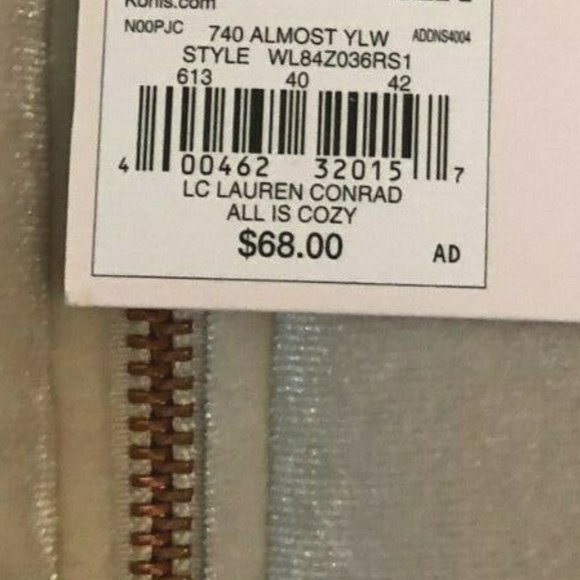 Kohls.com
N00PJC 740 ALMOST YLW ADDNS4004
STYLE WL84Z036RS1
613 40 42
4 00462 32015 7
LC LAUREN CONRAD
ALL IS COZY
$68.00 AD